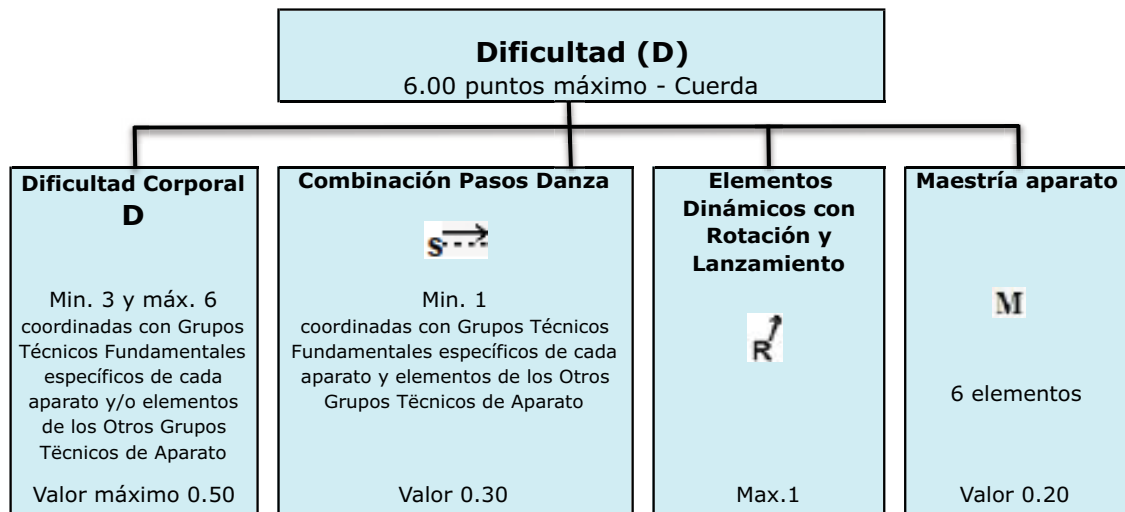 Dificultad (D)
6.00 puntos máximo - Cuerda
Dificultad Corporal
D
Min. 3 y máx. 6
coordinadas con Grupos
Técnicos Fundamentales
específicos de cada
aparato y/o elementos
de los Otros Grupos
Tëcnicos de Aparato
Valor máximo 0.50
Combinación Pasos Danza
S
Min. 1
coordinadas con Grupos Técnicos
Fundamentales específicos de cada
aparato y elementos de los Otros
Grupos Tëcnicos de Aparato
Valor 0.30
Elementos
Dinámicos con
Rotación y
Lanzamiento
R
Max.1
Maestría aparato
M
6 elementos
Valor 0.20